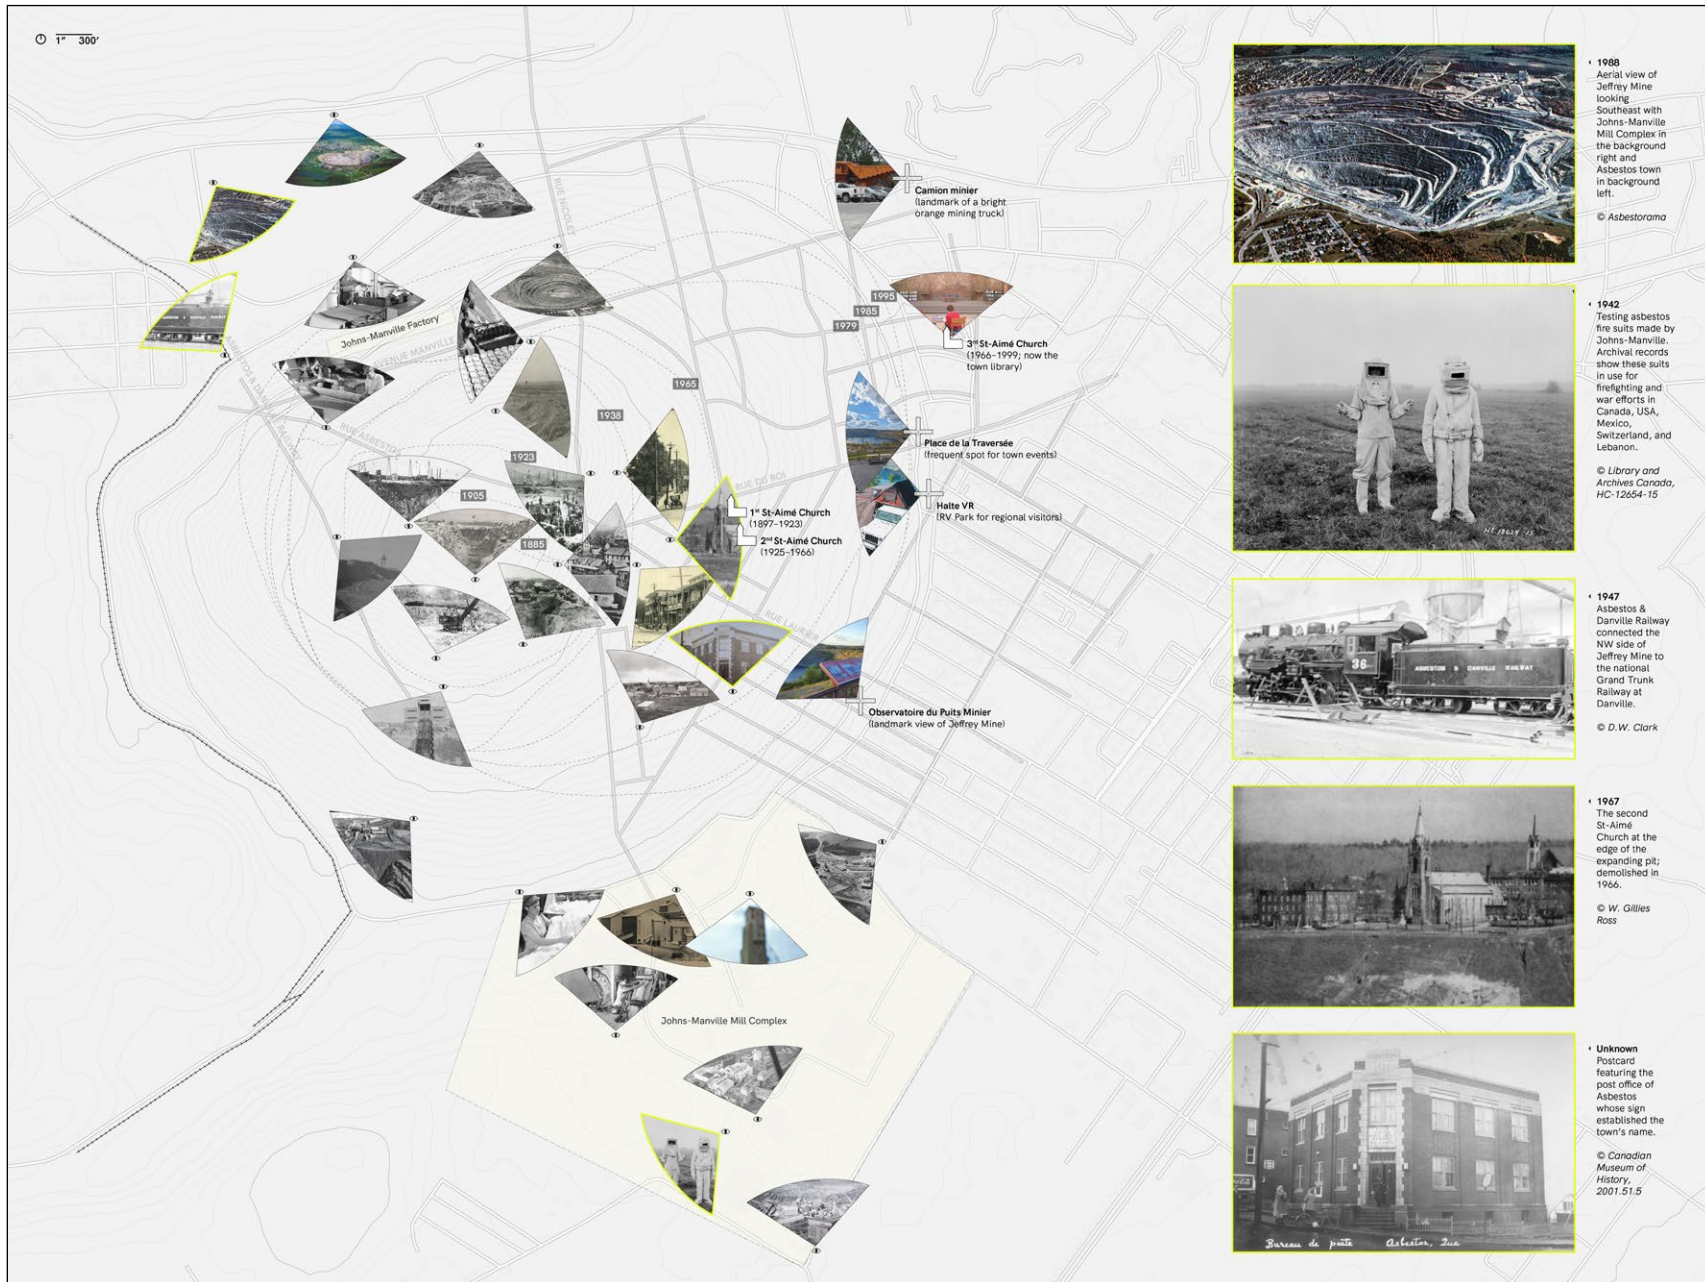 1" 300'
RUE NICOLET
Camion minier
(landmark of a bright
orange mining truck)
1995
1985
1979
3rd St-Aimé Church
(1966-1999; now the
town library)
Johns-Manville Factory
AVENUE MANVILLE
ASBESTOS & DANVILLE RAILWAY
1965
1938
RUE ASBESTOS
1923
1905
1885
RUE DU ROI
Place de la Traversée
(frequent spot for town events)
Halte VR
(RV Park for regional visitors)
1st St-Aimé Church
(1897-1923)
2nd St-Aimé Church
(1925-1966)
RUE LAURIER
Observatoire du Puits Minier
(landmark view of Jeffrey Mine)
Johns-Manville Mill Complex
1988
Aerial view of
Jeffrey Mine
looking
Southeast with
Johns-Manville
Mill Complex in
the background
right and
Asbestos town
in background
left.
© Asbestorama
1942
Testing asbestos
fire suits made by
Johns-Manville.
Archival records
show these suits
in use for
firefighting and
war efforts in
Canada, USA,
Mexico,
Switzerland, and
Lebanon.
© Library and
Archives Canada,
HC-12654-15
36
ASBESTOS & DANVILLE RAILWAY
1947
Asbestos &
Danville Railway
connected the
NW side of
Jeffrey Mine to
the national
Grand Trunk
Railway at
Danville.
© D.W. Clark
1967
The second
St-Aimé
Church at the
edge of the
expanding pit;
demolished in
1966.
© W. Gillies
Ross
Bureau de poste Asbestos, Que
Unknown
Postcard
featuring the
post office of
Asbestos
whose sign
established the
town's name.
© Canadian
Museum of
History,
2001.51.5